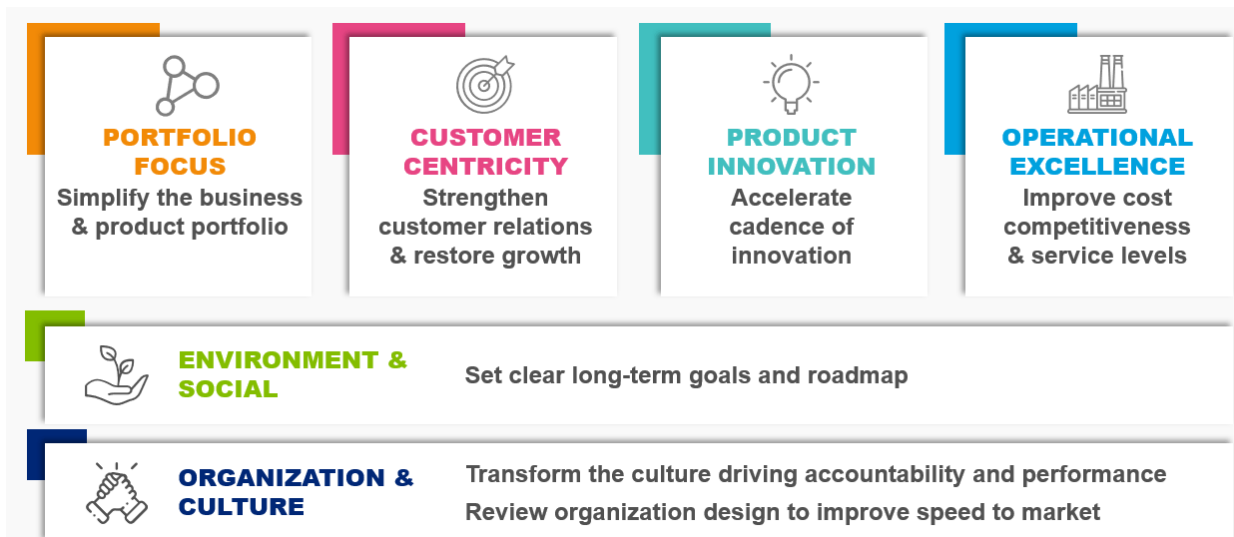 PORTFOLIO
FOCUS
Simplify the business
& product portfolio
CUSTOMER
CENTRICITY
Strengthen
customer relations
& restore growth
PRODUCT
INNOVATION
Accelerate
cadence of
innovation
OPERATIONAL
EXCELLENCE
Improve cost
competitiveness
& service levels
ENVIRONMENT &
SOCIAL
Set clear long-term goals and roadmap
ORGANIZATION &
CULTURE
Transform the culture driving accountability and performance
Review organization design to improve speed to market